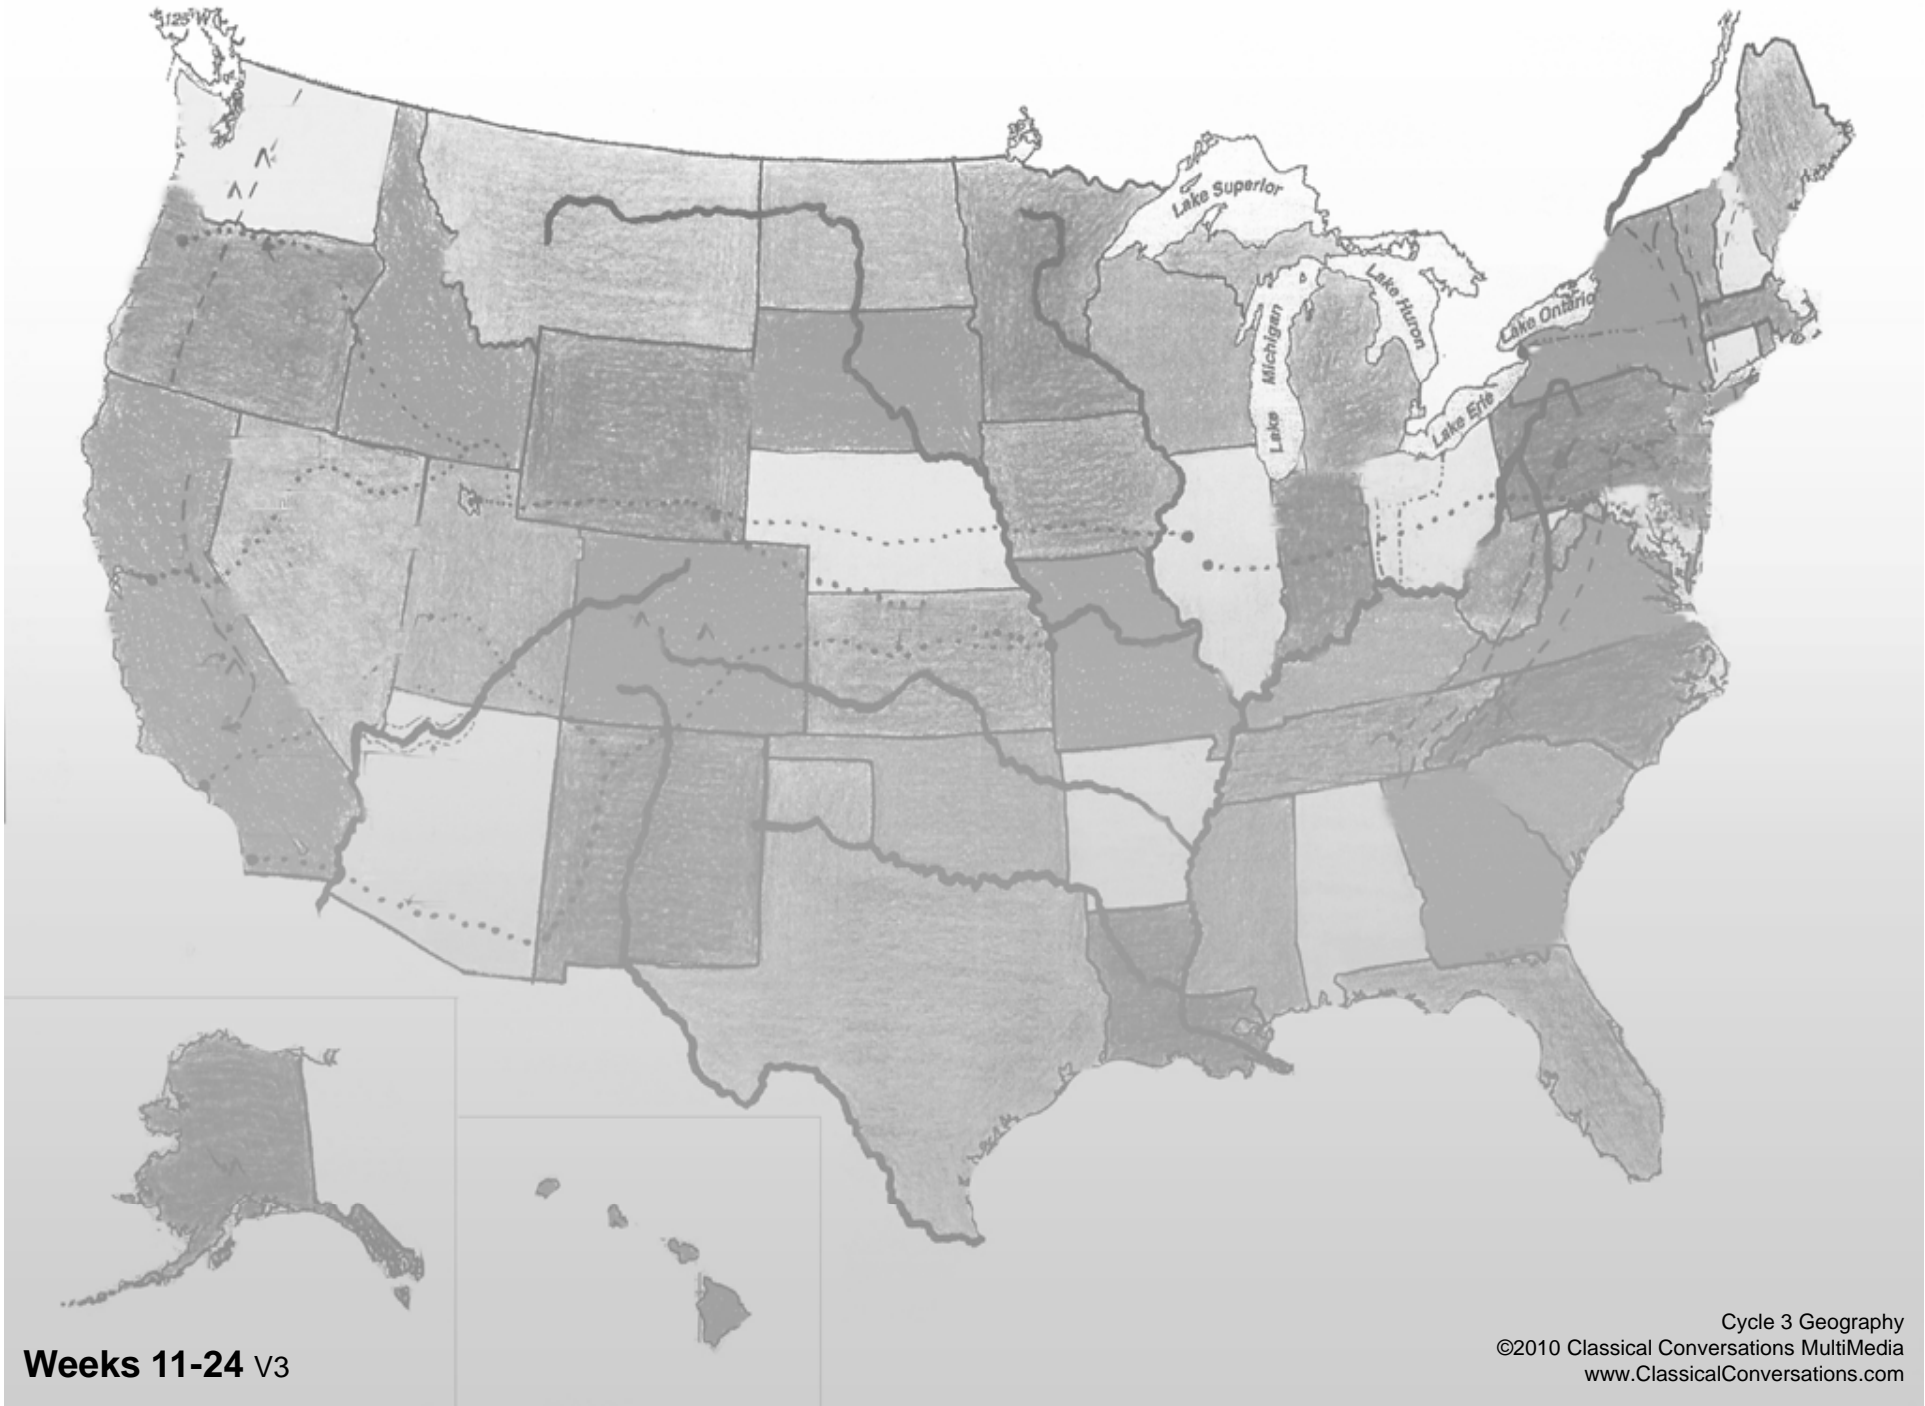 125°W
Lake Superior
Lake Huron
Lake Ontario
Lake Michigan
Lake Erie
Weeks 11-24 V3
Cycle 3 Geography
©2010 Classical Conversations MultiMedia
www.ClassicalConversations.com